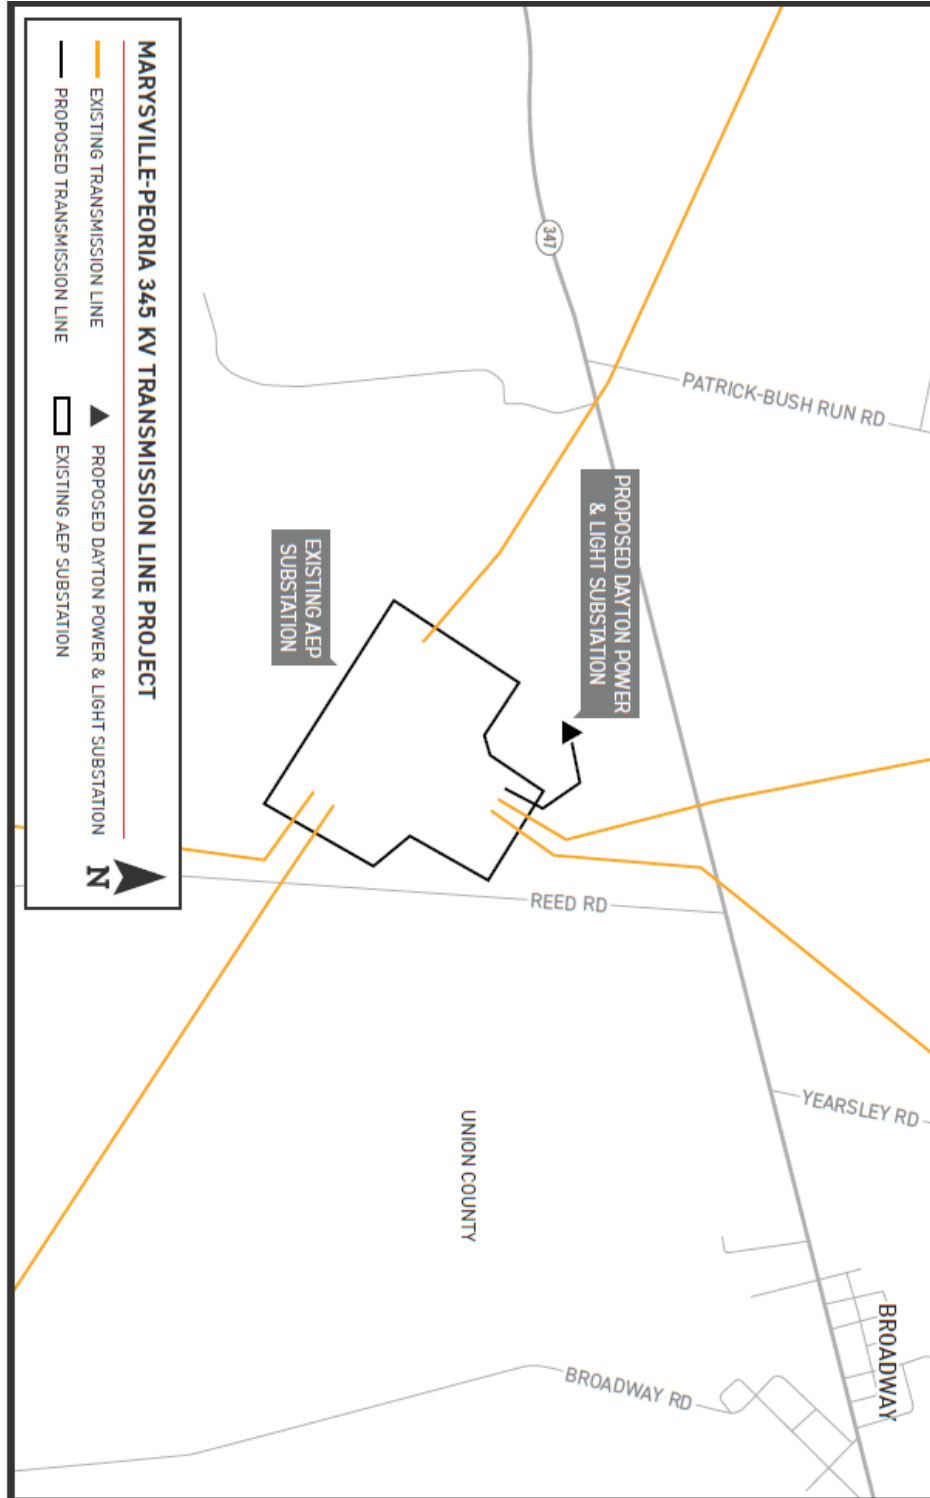 347
PATRICK-BUSH RUN RD
PROPOSED DAYTON POWER
& LIGHT SUBSTATION
EXISTING AEP
SUBSTATION
REED RD
YEARSLEY RD
UNION COUNTY
BROADWAY
BROADWAY RD
MARYSVILLE-PEORIA 345 KV TRANSMISSION LINE PROJECT
EXISTING TRANSMISSION LINE
PROPOSED DAYTON POWER & LIGHT SUBSTATION
PROPOSED TRANSMISSION LINE
EXISTING AEP SUBSTATION
N